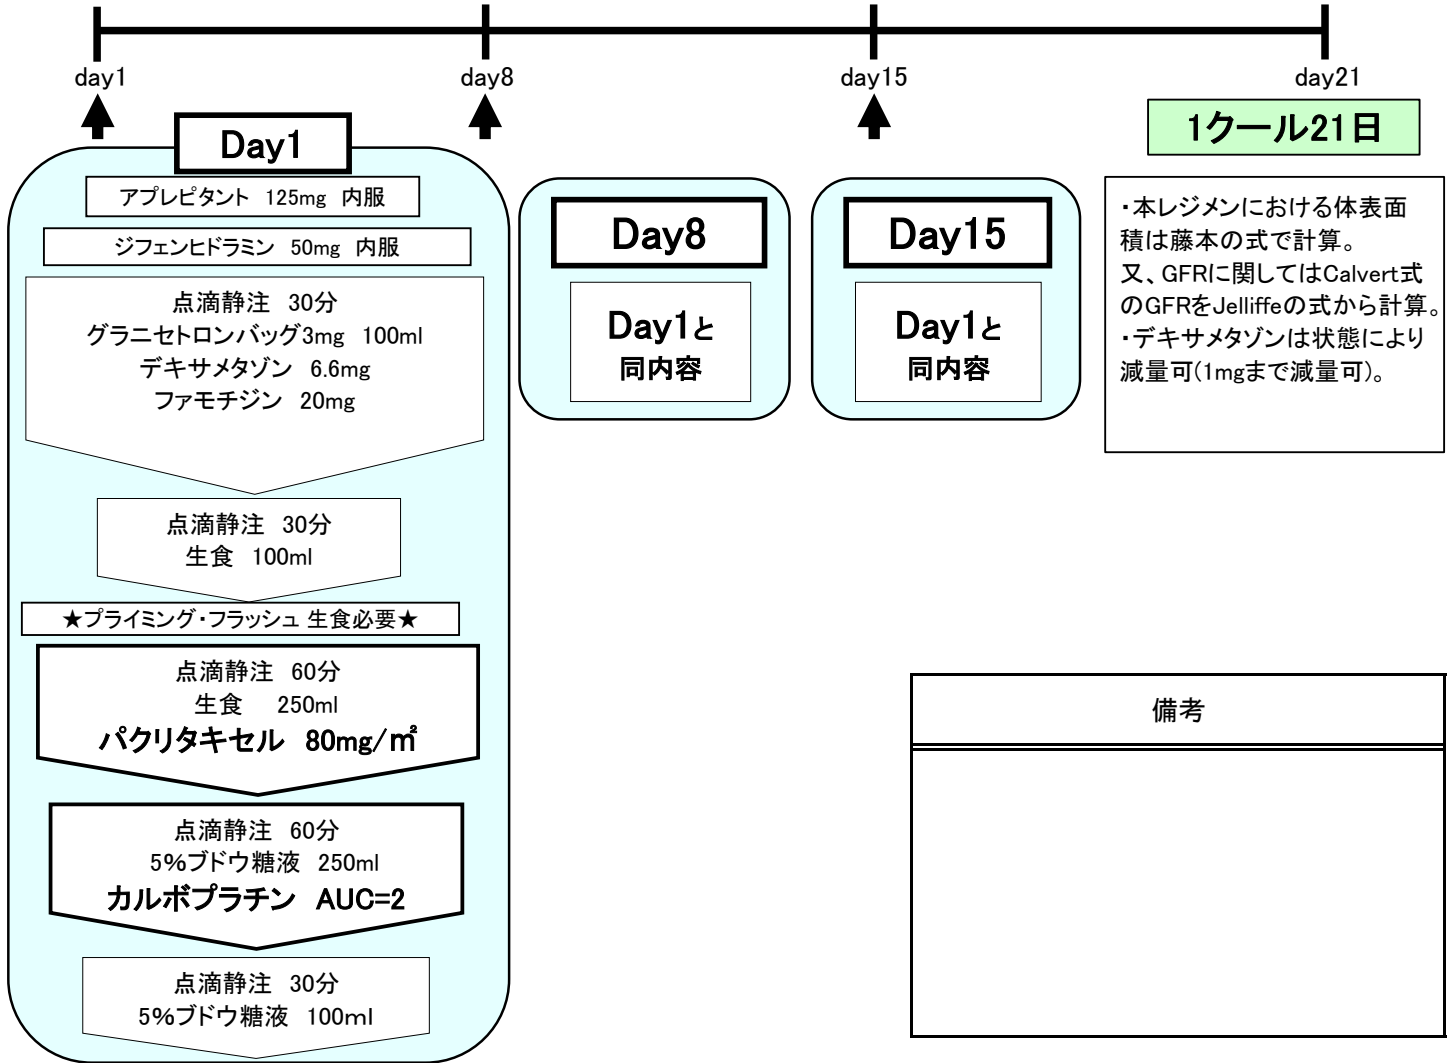 day1
day8
day15
day21
1クール21日
Day1
アプレピタント 125mg 内服
ジフェンヒドラミン 50mg 内服
点滴静注 30分
グラニセトロンバッグ3mg 100ml
デキサメタゾン 6.6mg
ファモチジン 20mg
点滴静注 30分
生食 100ml
★プライミング・フラッシュ 生食必要★
点滴静注 60分
生食 250ml
パクリタキセル 80mg/㎡
点滴静注 60分
5%ブドウ糖液 250ml
カルボプラチン AUC=2
点滴静注 30分
5%ブドウ糖液 100ml
Day8
Day1と
同内容
Day15
Day1と
同内容
・本レジメンにおける体表面
積は藤本の式で計算。
又、GFRに関してはCalvert式
のGFRをJelliffeの式から計算。
・デキサメタゾンは状態により
減量可(1mgまで減量可)。
備考